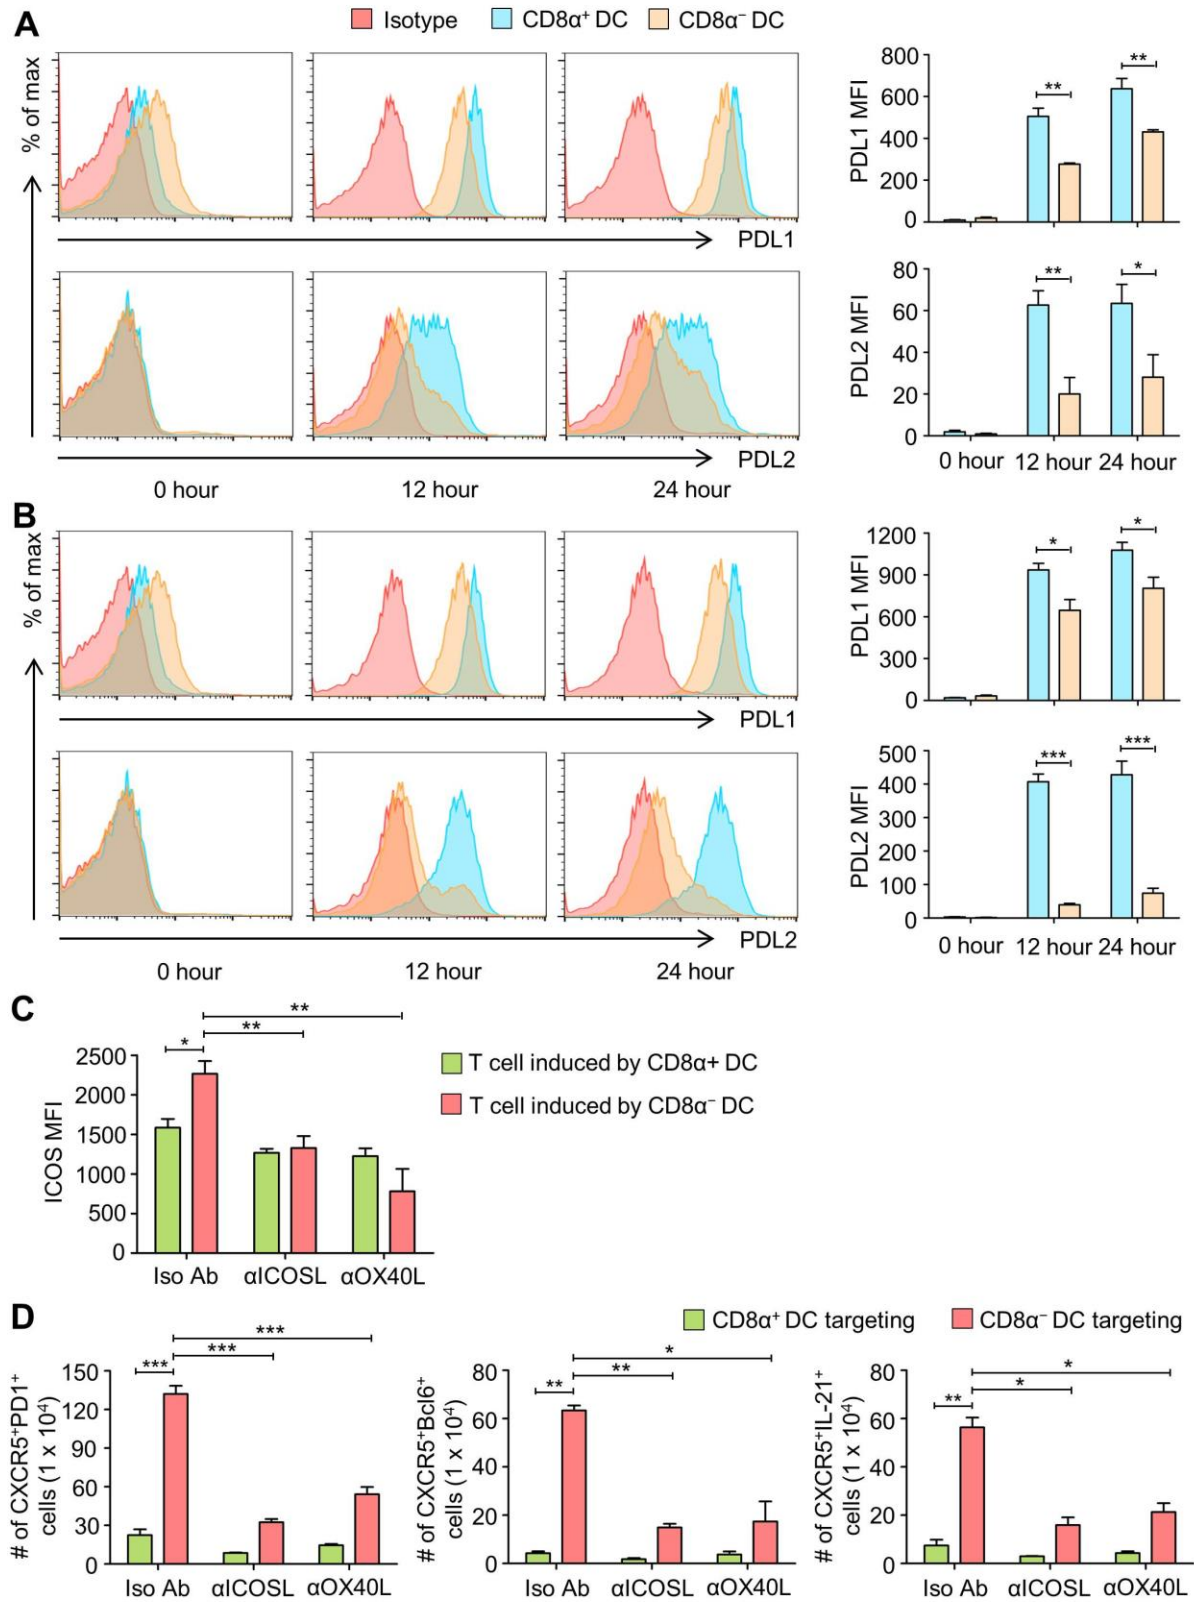 A
Isotype CD8α⁺ DC CD8α⁻ DC
% of max
PDL1
PDL1 MFI
800
600
400
200
0
** **
PDL2
0 hour 12 hour 24 hour
PDL2 MFI
80
60
40
20
0
** *
0 hour 12 hour 24 hour
B
% of max
PDL1
PDL1 MFI
1200
900
600
300
0
* *
PDL2
0 hour 12 hour 24 hour
PDL2 MFI
500
400
300
200
100
0
*** ***
0 hour 12 hour 24 hour
C
ICOS MFI
2500
2000
1500
1000
500
0
**
**
*
Iso Ab αICOSL αOX40L
T cell induced by CD8α+ DC
T cell induced by CD8α⁻ DC
D
CD8α⁺ DC targeting CD8α⁻ DC targeting
# of CXCR5⁺PD1⁺
cells (1 x 10⁴)
150
120
90
60
30
0
***
***
***
Iso Ab αICOSL αOX40L
# of CXCR5⁺Bcl6⁺
cells (1 x 10⁴)
80
60
40
20
0
*
**
**
Iso Ab αICOSL αOX40L
# of CXCR5⁺IL-21⁺
cells (1 x 10⁴)
80
60
40
20
0
*
*
**
Iso Ab αICOSL αOX40L